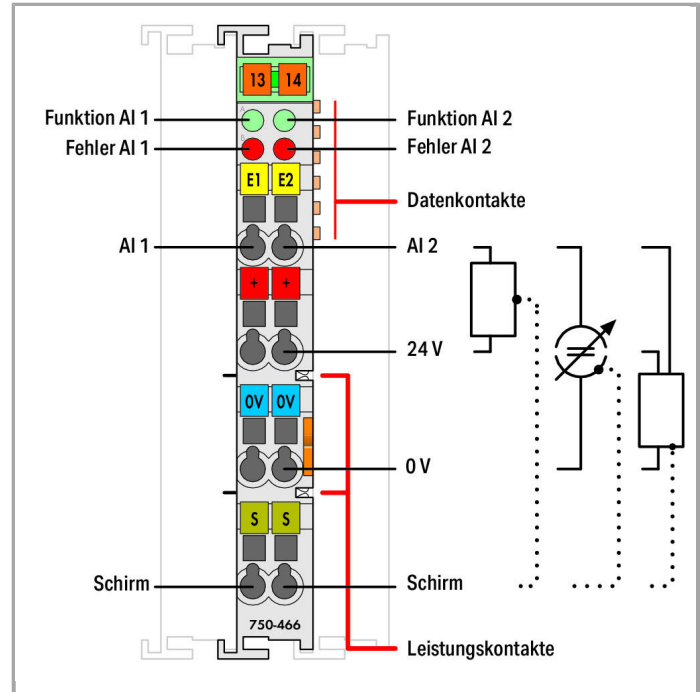 13 14
A
Funktion AI 1
Funktion AI 2
B
Fehler AI 1
Fehler AI 2
E1 E2
Datenkontakte
AI 1
AI 2
+ +
24 V
0V 0V
0 V
S S
Schirm
Schirm
750-466
Leistungskontakte